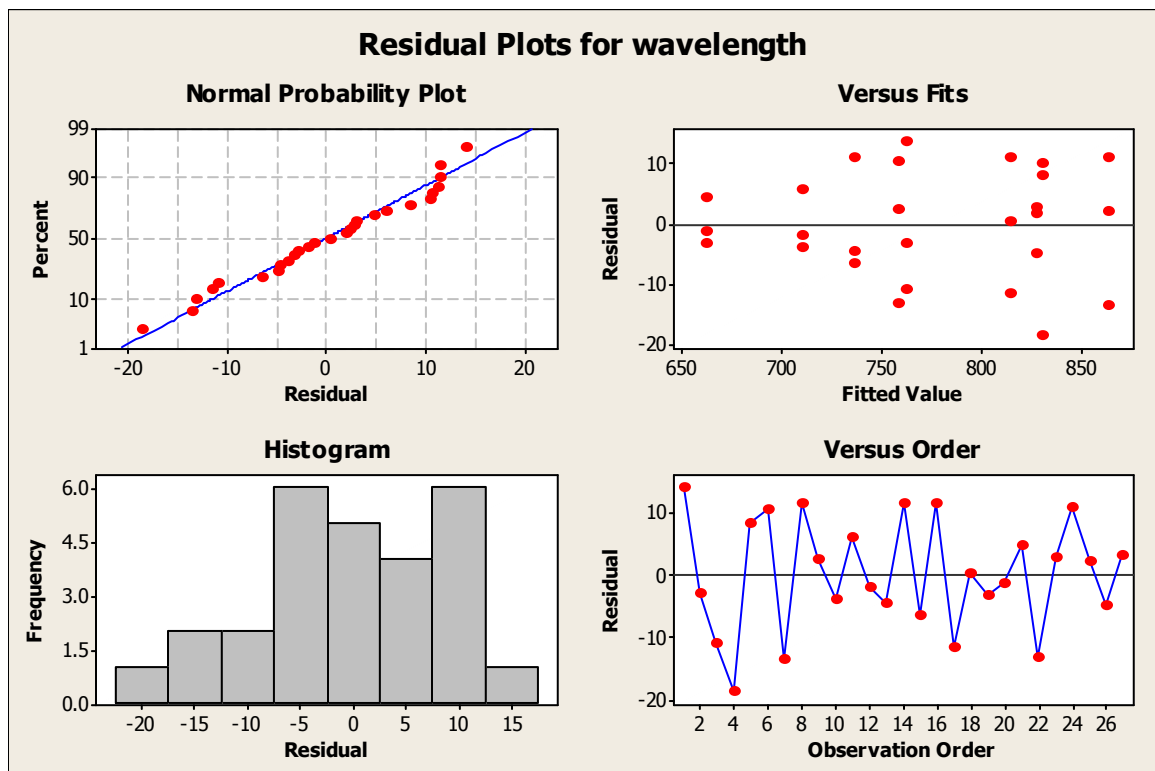 Residual Plots for wavelength
Normal Probability Plot
99
90
50
10
1
Percent
-20 -10 0 10 20
Residual
Versus Fits
10
0
-10
-20
Residual
650 700 750 800 850
Fitted Value
Histogram
6.0
4.5
3.0
1.5
0.0
Frequency
-20 -15 -10 -5 0 5 10 15
Residual
Versus Order
10
0
-10
-20
Residual
2 4 6 8 10 12 14 16 18 20 22 24 26
Observation Order